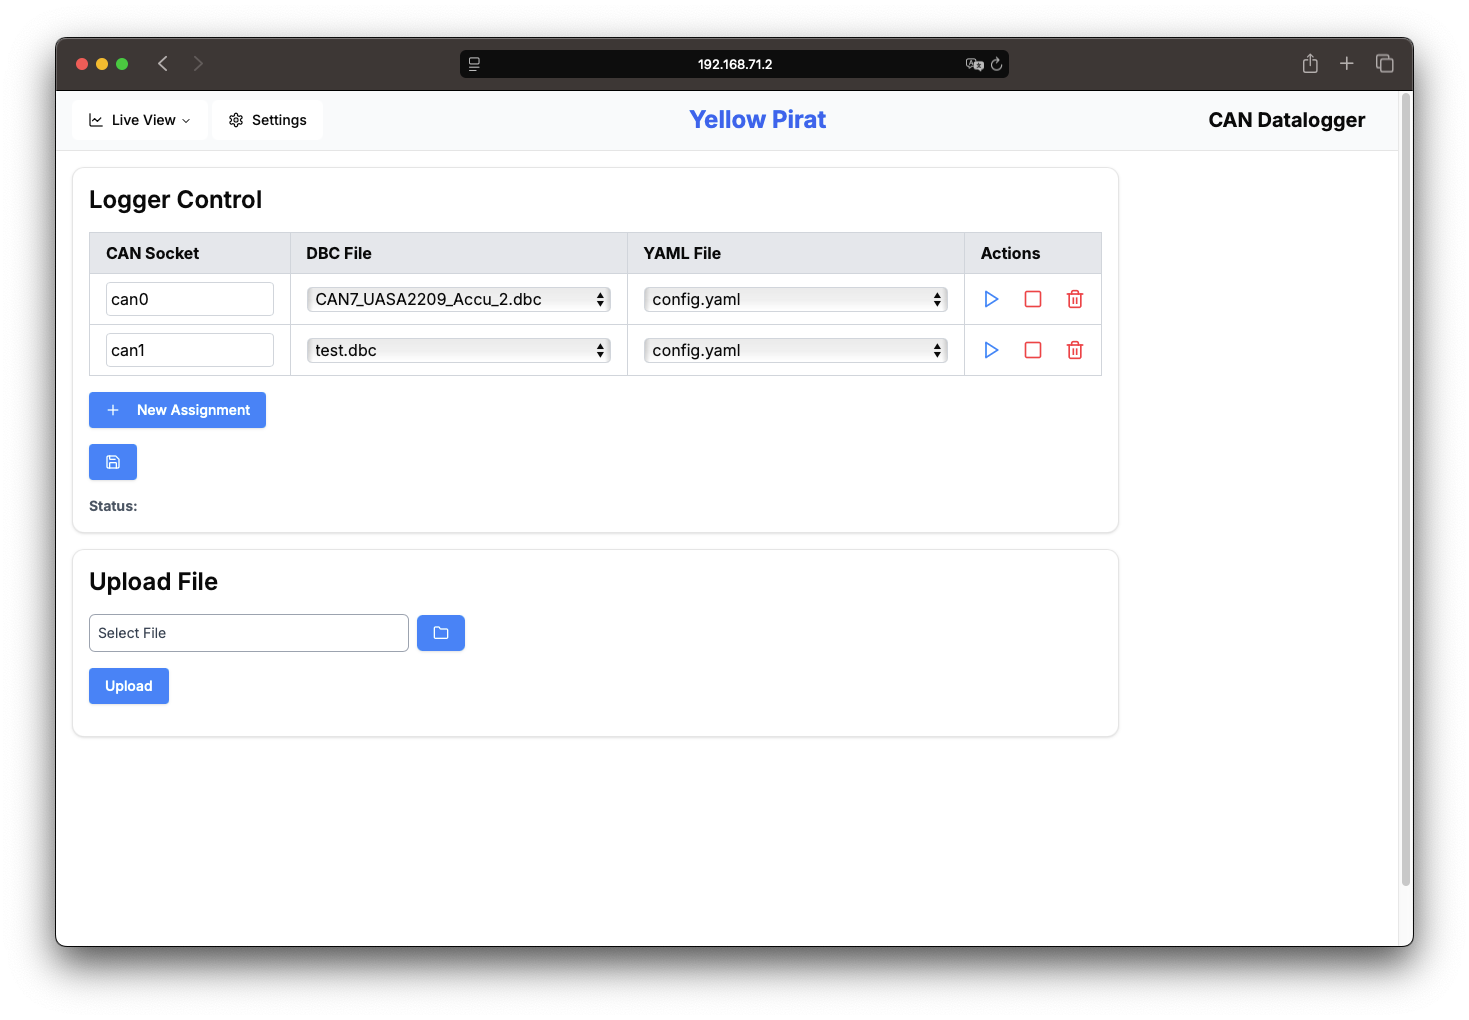 192.168.71.2
Live View Settings Yellow Pirat CAN Datalogger
Logger Control
CAN Socket DBC File YAML File Actions
can0 CAN7_UASA2209_Accu_2.dbc config.yaml
can1 test.dbc config.yaml
New Assignment
Status:
Upload File
Select File
Upload